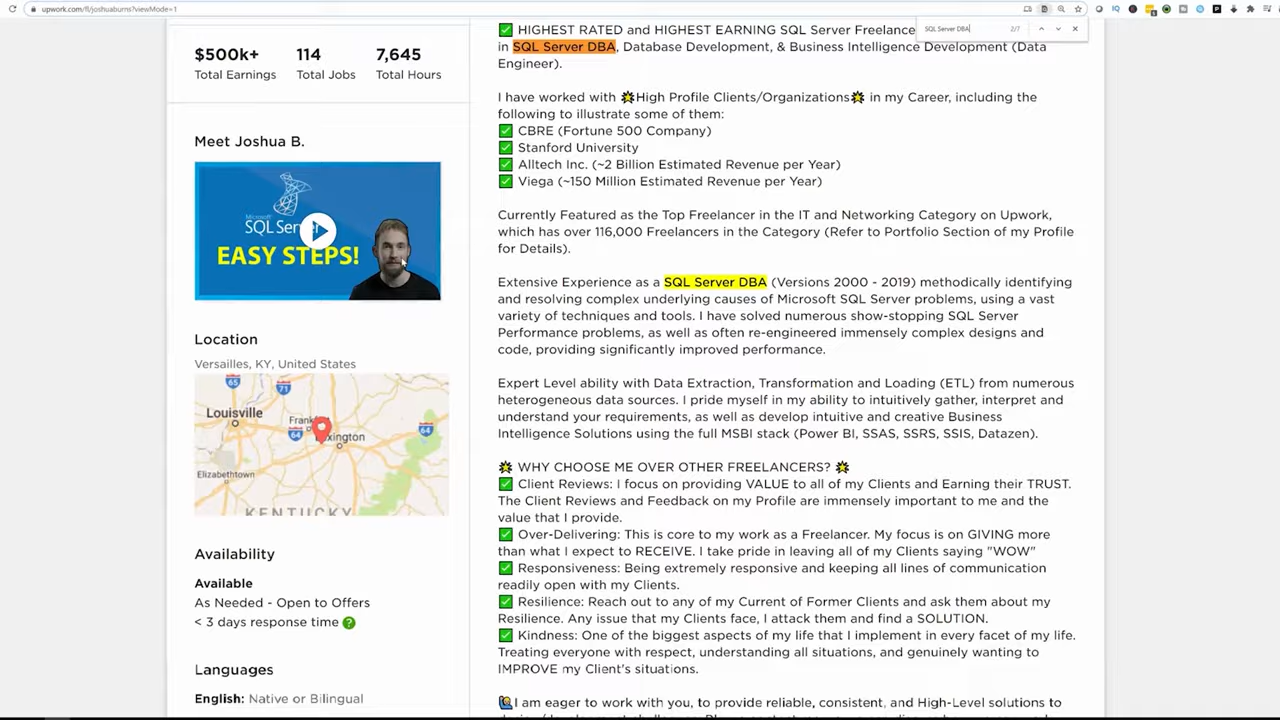 upwork.com/fl/joshuaburns?viewMode=1
SQL Server DBA
2/7
$500k+
Total Earnings
114
Total Jobs
7,645
Total Hours
Meet Joshua B.
Microsoft
SQL Server
EASY STEPS!
Location
Versailles, KY, United States
65
71
Louisville
Frank
64
exington
64
Elizabethtown
KENTUCKY
Availability
Available
As Needed - Open to Offers
< 3 days response time ?
Languages
English: Native or Bilingual
✅ HIGHEST RATED and HIGHEST EARNING SQL Server Freelance
in SQL Server DBA, Database Development, & Business Intelligence Development (Data
Engineer).
I have worked with 🌟High Profile Clients/Organizations🌟 in my Career, including the
following to illustrate some of them:
✅ CBRE (Fortune 500 Company)
✅ Stanford University
✅ Alltech Inc. (~2 Billion Estimated Revenue per Year)
✅ Viega (~150 Million Estimated Revenue per Year)
Currently Featured as the Top Freelancer in the IT and Networking Category on Upwork,
which has over 116,000 Freelancers in the Category (Refer to Portfolio Section of my Profile
for Details).
Extensive Experience as a SQL Server DBA (Versions 2000 - 2019) methodically identifying
and resolving complex underlying causes of Microsoft SQL Server problems, using a vast
variety of techniques and tools. I have solved numerous show-stopping SQL Server
Performance problems, as well as often re-engineered immensely complex designs and
code, providing significantly improved performance.
Expert Level ability with Data Extraction, Transformation and Loading (ETL) from numerous
heterogeneous data sources. I pride myself in my ability to intuitively gather, interpret and
understand your requirements, as well as develop intuitive and creative Business
Intelligence Solutions using the full MSBI stack (Power BI, SSAS, SSRS, SSIS, Datazen).
🌟 WHY CHOOSE ME OVER OTHER FREELANCERS? 🌟
✅ Client Reviews: I focus on providing VALUE to all of my Clients and Earning their TRUST.
The Client Reviews and Feedback on my Profile are immensely important to me and the
value that I provide.
✅ Over-Delivering: This is core to my work as a Freelancer. My focus is on GIVING more
than what I expect to RECEIVE. I take pride in leaving all of my Clients saying "WOW"
✅ Responsiveness: Being extremely responsive and keeping all lines of communication
readily open with my Clients.
✅ Resilience: Reach out to any of my Current of Former Clients and ask them about my
Resilience. Any issue that my Clients face, I attack them and find a SOLUTION.
✅ Kindness: One of the biggest aspects of my life that I implement in every facet of my life.
Treating everyone with respect, understanding all situations, and genuinely wanting to
IMPROVE my Client's situations.
🙋I am eager to work with you, to provide reliable, consistent, and High-Level solutions to